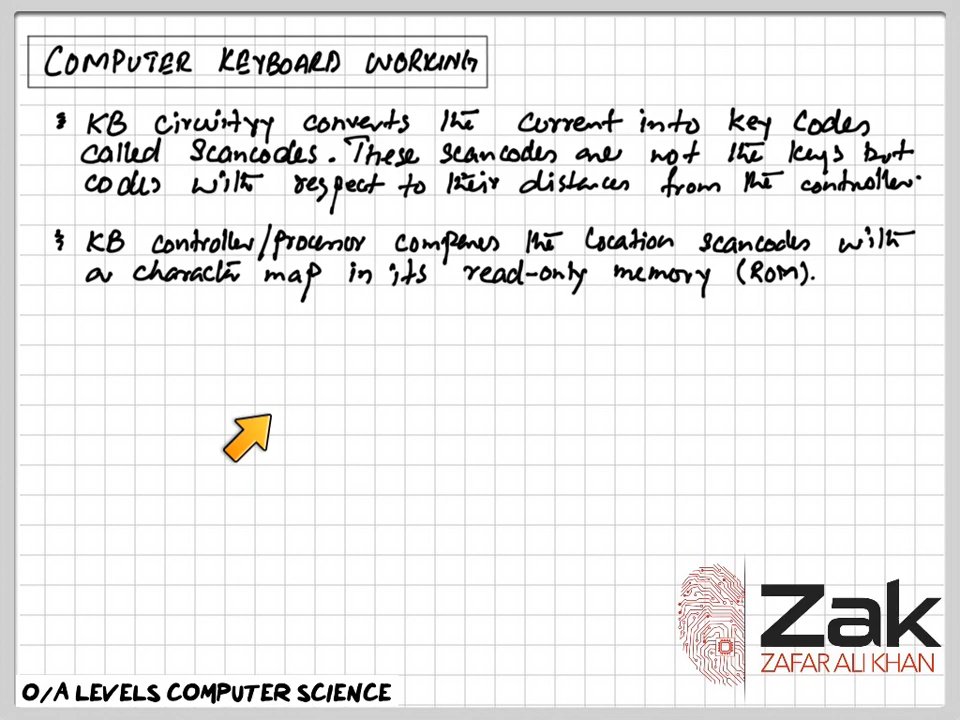 COMPUTER KEYBOARD WORKING
KB circuitry converts the current into key codes
called scancodes. These scancodes are not the keys but
codes with respect to their distances from the controller.
KB controller/processor compares the location scancodes with
a character map in its read-only memory (ROM).
Zak
ZAFAR ALI KHAN
O/A LEVELS COMPUTER SCIENCE